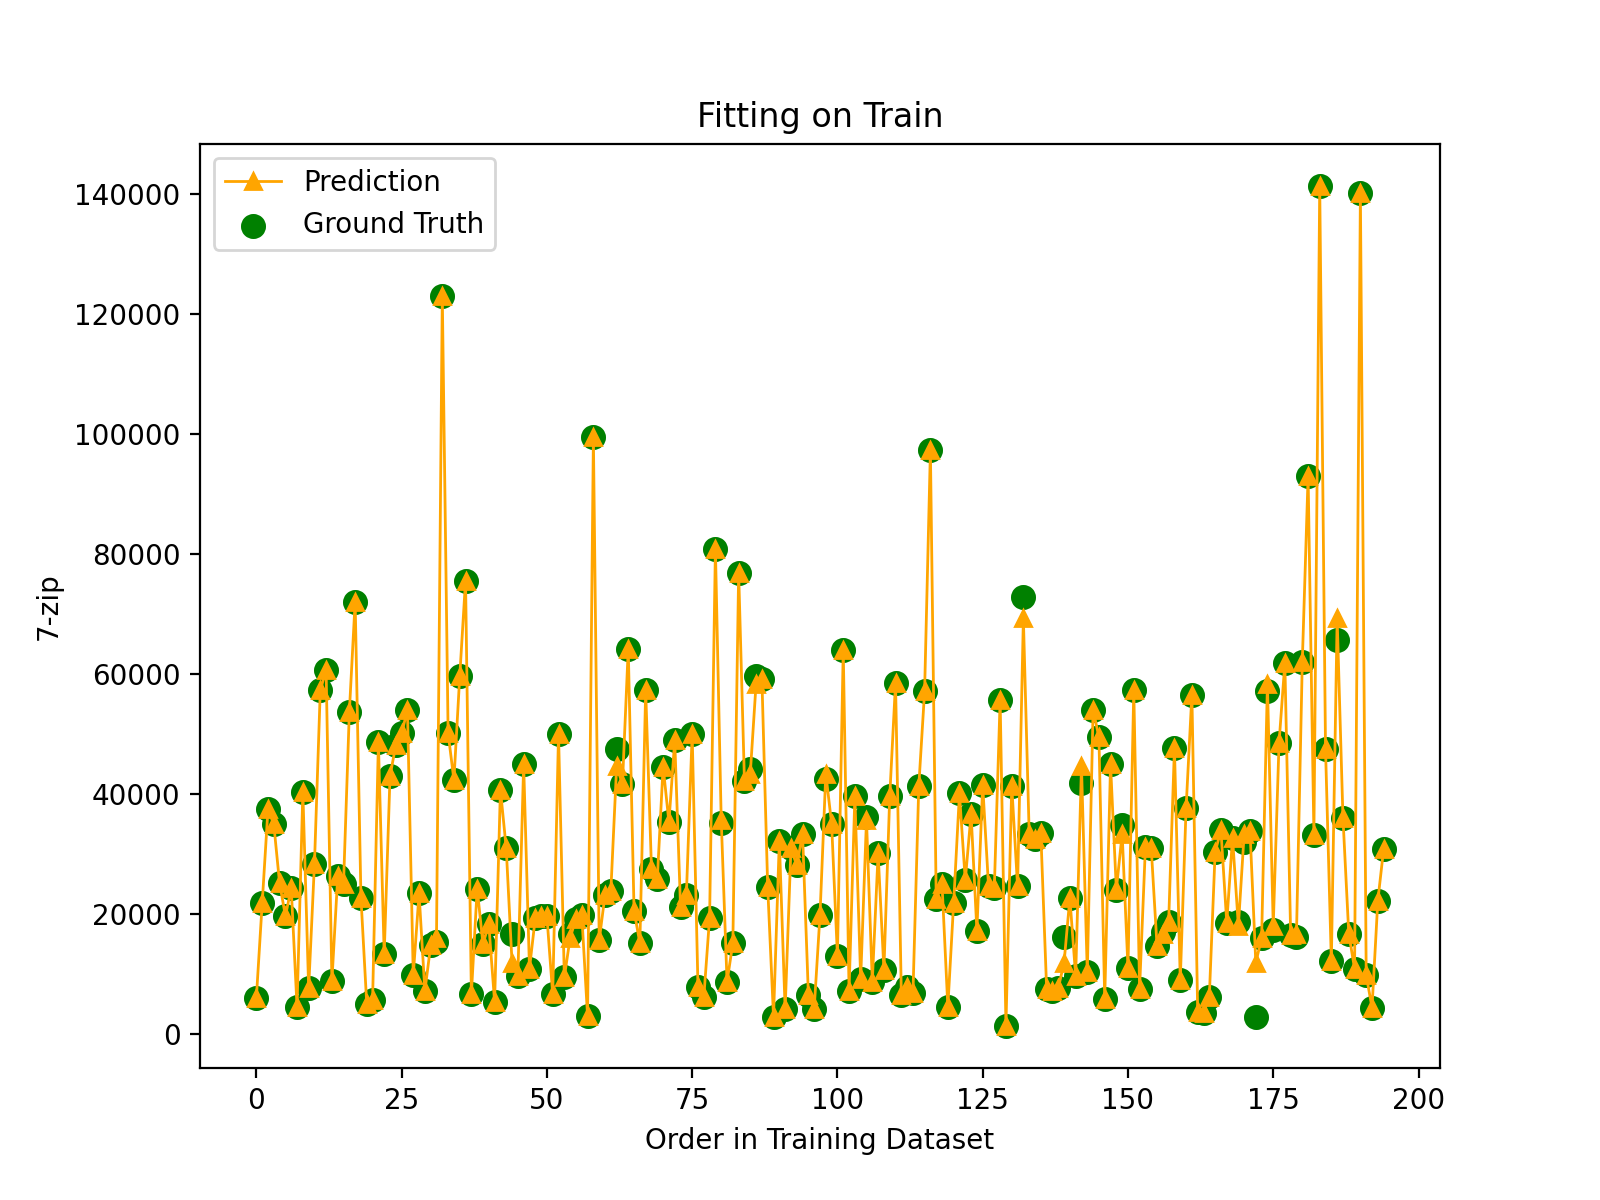 Fitting on Train
Prediction
Ground Truth
140000
120000
100000
80000
60000
40000
20000
0
7-zip
0 25 50 75 100 125 150 175 200
Order in Training Dataset